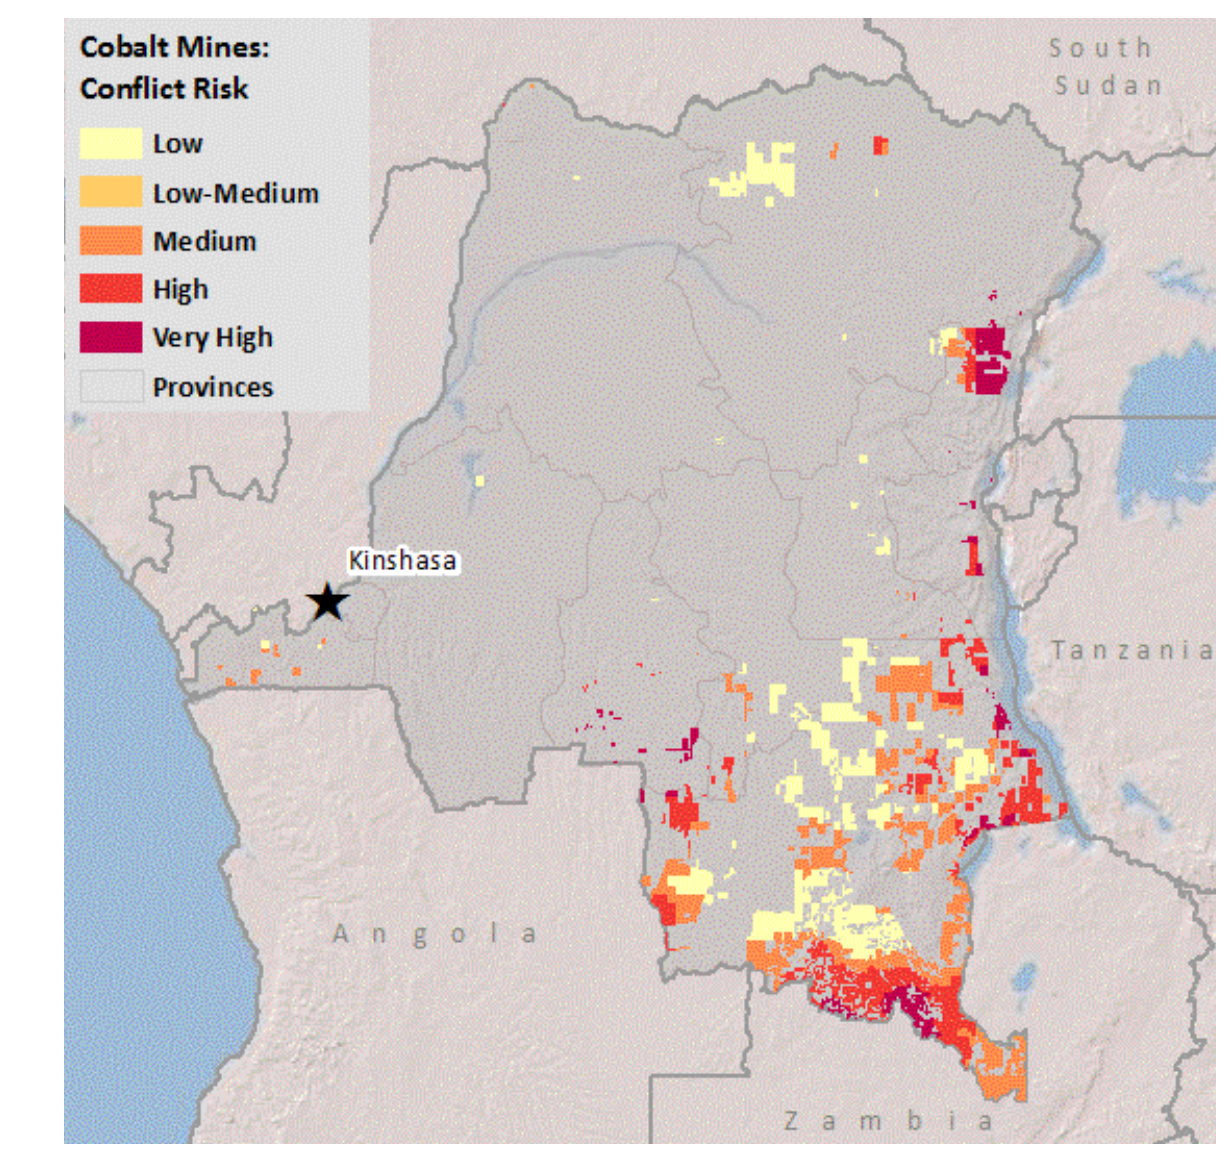 Cobalt Mines:
Conflict Risk
Low
Low-Medium
Medium
High
Very High
Provinces
South
Sudan
Kinshasa
Tanzania
Angola
Zambia